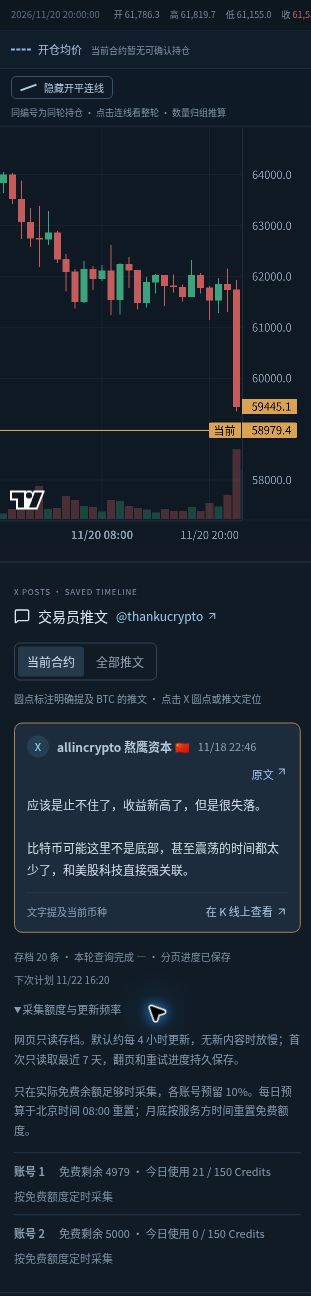 2026/11/20 20:00:00 开 61,786.3 高 61,819.7 低 61,155.0 收 61,5
开仓均价 当前合约暂无可确认持仓
隐藏开平连线
同编号为同轮持仓 · 点击连线看整轮 · 数量归组推算
64000.0
63000.0
62000.0
61000.0
60000.0
59445.1
当前 58979.4
58000.0
11/20 08:00 11/20 20:00
X POSTS · SAVED TIMELINE
交易员推文 @thankucrypto ↗
当前合约 全部推文
圆点标注明确提及 BTC 的推文 · 点击 X 圆点或推文定位
X allincrypto 熬鹰资本 🇨🇳 11/18 22:46
原文 ↗
应该是止不住了，收益新高了，但是很失落。
比特币可能这里不是底部，甚至震荡的时间都太
少了，和美股科技直接强关联。
文字提及当前币种 在 K 线上查看 ↗
存档 20 条 · 本轮查询完成 — · 分页进度已保存
下次计划 11/22 16:20
▼采集额度与更新频率
网页只读存档。默认约每 4 小时更新，无新内容时放慢；首
次只读取最近 7 天，翻页和重试进度持久保存。
只在实际免费余额足够时采集，各账号预留 10%。每日预
算于北京时间 08:00 重置；月底按服务方时间重置免费额
度。
账号 1 免费剩余 4979 · 今日使用 21 / 150 Credits
按免费额度定时采集
账号 2 免费剩余 5000 · 今日使用 0 / 150 Credits
按免费额度定时采集